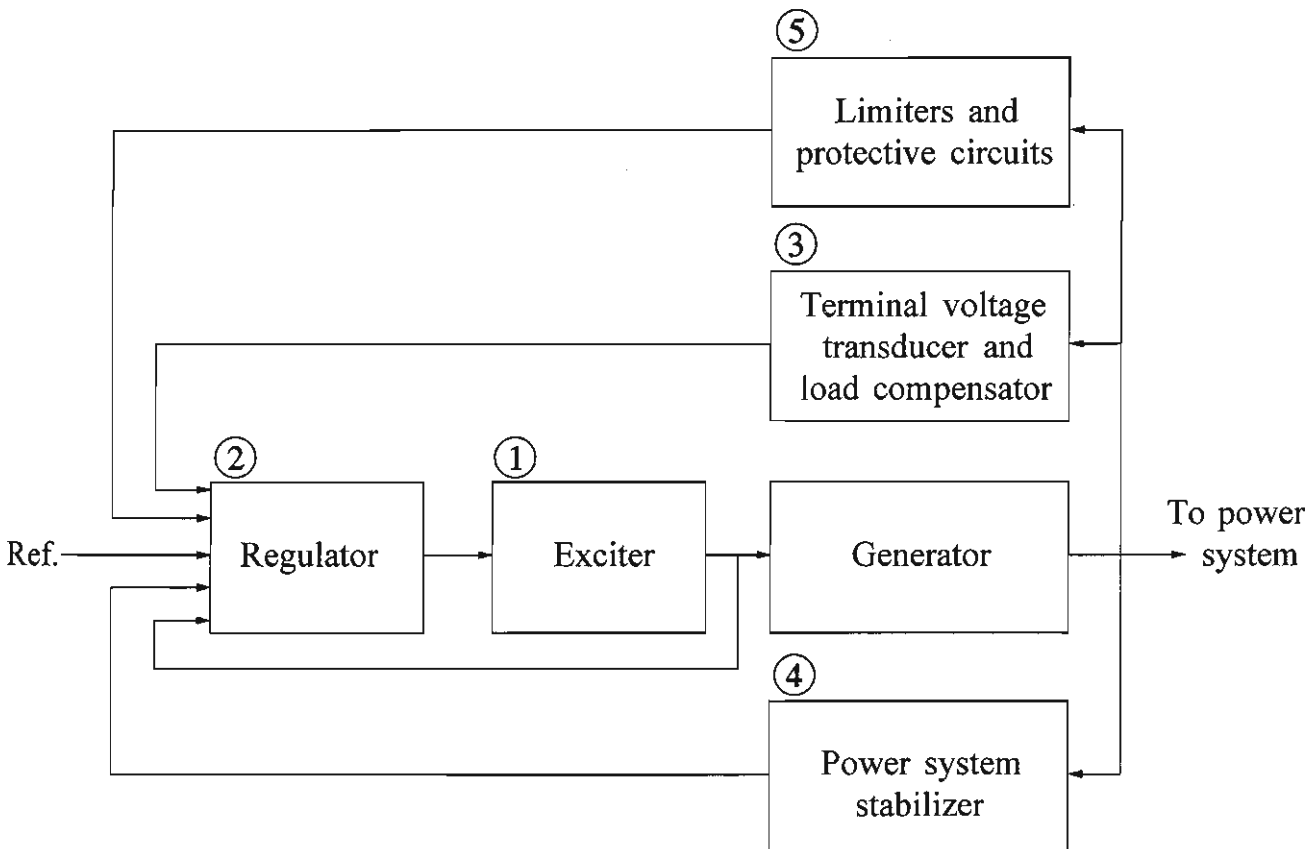 ⑤
Limiters and
protective circuits
③
Terminal voltage
transducer and
load compensator
②
①
Ref.
Regulator
Exciter
Generator
To power
system
④
Power system
stabilizer